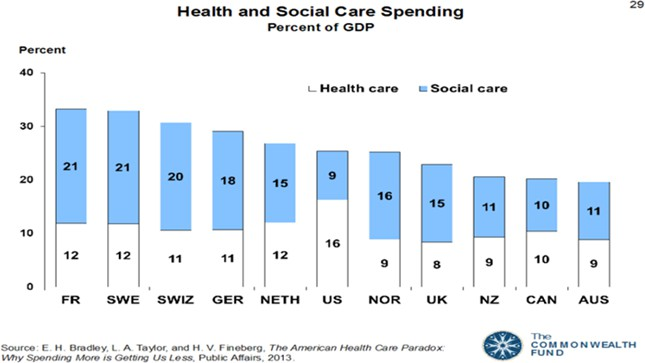 29
Health and Social Care Spending
Percent of GDP
Percent
Health care Social care
40
30
20
10
0
21 21 20 18 15 9 16 15 11 10 11
12 12 11 11 12 16 9 8 9 10 9
FR SWE SWIZ GER NETH US NOR UK NZ CAN AUS
Source: E. H. Bradley, L. A. Taylor, and H. V. Fineberg, The American Health Care Paradox:
Why Spending More is Getting Us Less, Public Affairs, 2013.
The
COMMONWEALTH
FUND